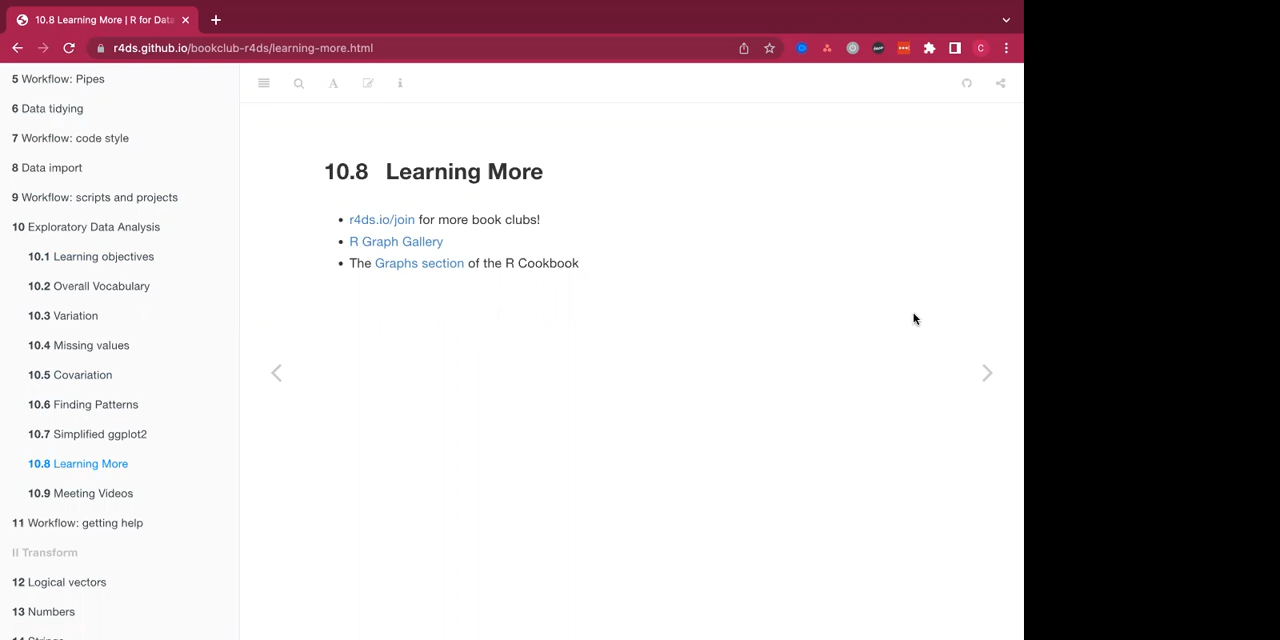 10.8 Learning More | R for Data
r4ds.github.io/bookclub-r4ds/learning-more.html
C
5 Workflow: Pipes
6 Data tidying
7 Workflow: code style
8 Data import
9 Workflow: scripts and projects
10 Exploratory Data Analysis
10.1 Learning objectives
10.2 Overall Vocabulary
10.3 Variation
10.4 Missing values
10.5 Covariation
10.6 Finding Patterns
10.7 Simplified ggplot2
10.8 Learning More
10.9 Meeting Videos
11 Workflow: getting help
II Transform
12 Logical vectors
13 Numbers
A
i
10.8 Learning More
• r4ds.io/join for more book clubs!
• R Graph Gallery
• The Graphs section of the R Cookbook